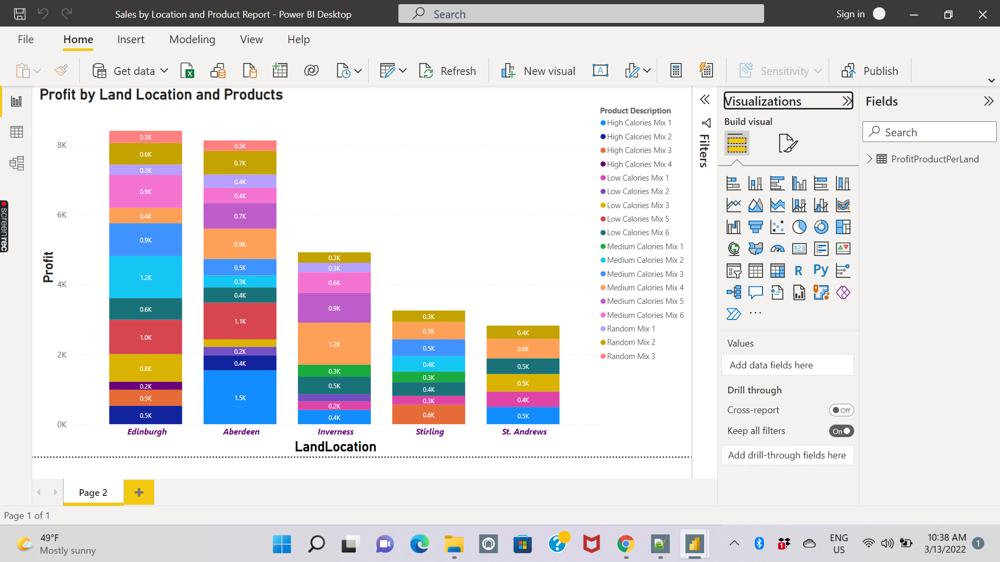 Sales by Location and Product Report - Power BI Desktop
Search
Sign in
File
Home
Insert
Modeling
View
Help
Get data
Refresh
New visual
Sensitivity
Publish
Profit by Land Location and Products
Product Description
High Calories Mix 1
High Calories Mix 2
High Calories Mix 3
High Calories Mix 4
Low Calories Mix 1
Low Calories Mix 2
Low Calories Mix 3
Low Calories Mix 5
Low Calories Mix 6
Medium Calories Mix 1
Medium Calories Mix 2
Medium Calories Mix 3
Medium Calories Mix 4
Medium Calories Mix 5
Medium Calories Mix 6
Random Mix 1
Random Mix 2
Random Mix 3
Profit
8K
6K
4K
2K
0K
0.3K
0.6K
0.3K
0.9K
0.4K
0.9K
1.2K
0.6K
1.0K
0.8K
0.2K
0.5K
0.5K
0.3K
0.7K
0.4K
0.4K
0.7K
0.9K
0.5K
0.3K
0.4K
1.1K
0.2K
0.4K
1.5K
0.3K
0.3K
0.6K
0.9K
1.2K
0.3K
0.5K
0.2K
0.4K
0.3K
0.5K
0.5K
0.4K
0.3K
0.4K
0.3K
0.6K
0.4K
0.6K
0.5K
0.5K
0.4K
0.5K
Edinburgh
Aberdeen
Inverness
Stirling
St. Andrews
LandLocation
screenrec
Filters
Visualizations
Build visual
123
R
Py
Values
Add data fields here
Drill through
Cross-report
Off
Keep all filters
On
Add drill-through fields here
Fields
Search
ProfitProductPerLand
Page 2
Page 1 of 1
49°F
Mostly sunny
1
ENG
US
10:38 AM
3/13/2022
1